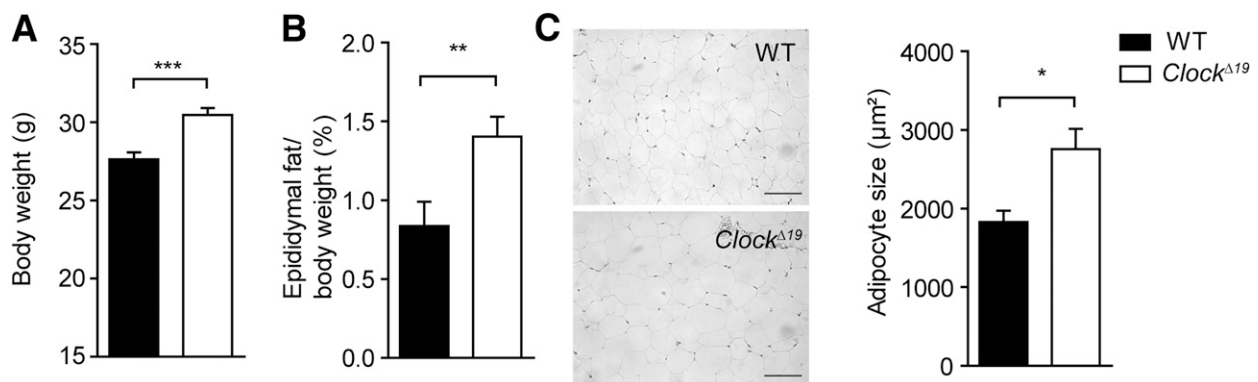 A
Body weight (g)
35
30
25
20
15
***
B
Epididymal fat/
body weight (%)
2.0
1.5
1.0
0.5
0.0
**
C
WT
Clock^Δ19
Adipocyte size (µm²)
4000
3000
2000
1000
0
*
WT
Clock^Δ19